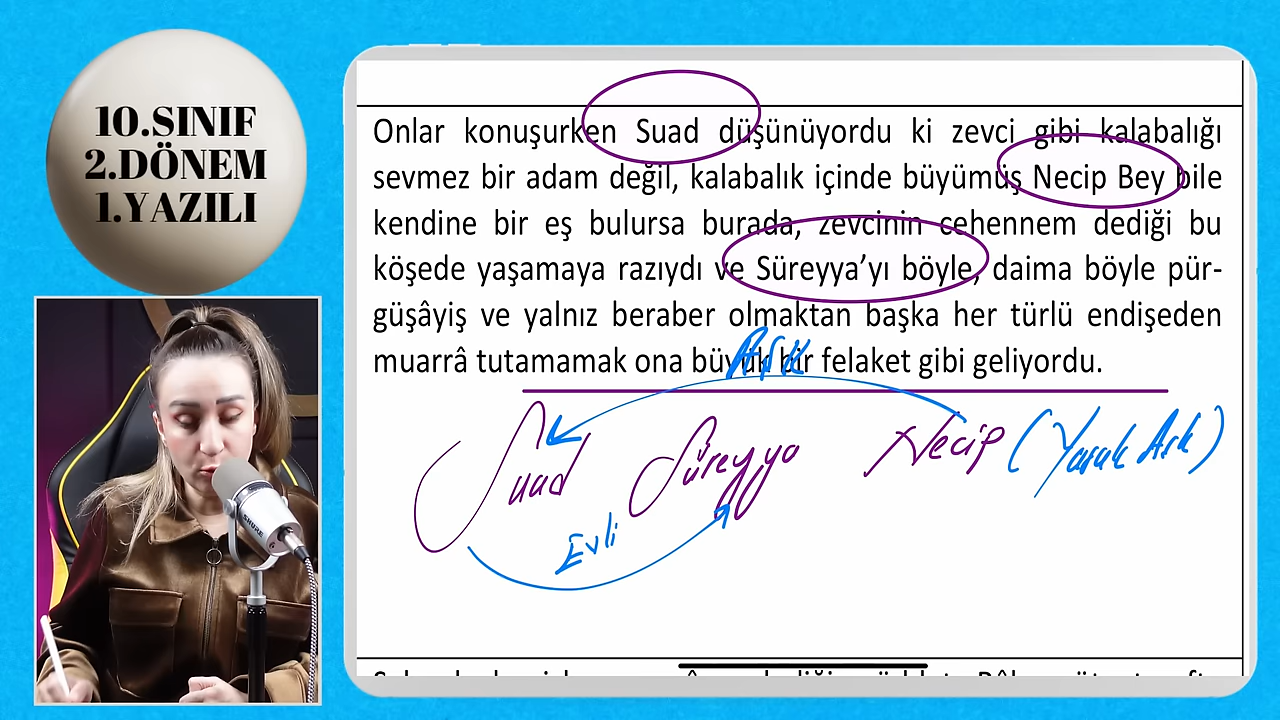 10.SINIF
2.DÖNEM
1.YAZILI
Onlar konuşurken Suad düşünüyordu ki zevci gibi kalabalığı
sevmez bir adam değil, kalabalık içinde büyümüş Necip Bey bile
kendine bir eş bulursa burada, zevcinin cehennem dediği bu
köşede yaşamaya razıydı ve Süreyya’yı böyle, daima böyle pür-
güşâyiş ve yalnız beraber olmaktan başka her türlü endişeden
muarrâ tutamamak ona büyük bir felaket gibi geliyordu.
Aşk
Suad Süreyya Necip (Yasak Aşk)
Evli
SHURE